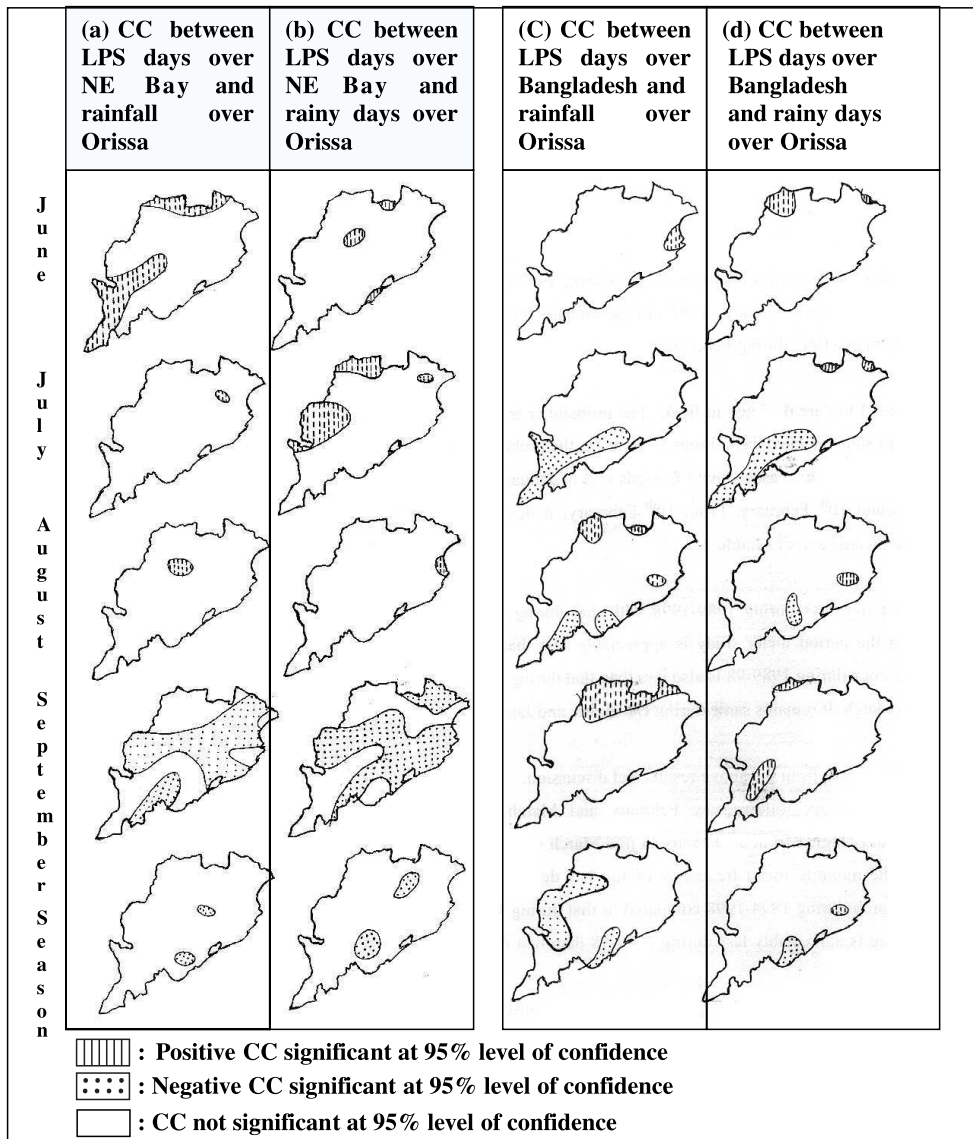 (a) CC between
LPS days over
NE Bay and
rainfall over
Orissa
(b) CC between
LPS days over
NE Bay and
rainy days over
Orissa
(C) CC between
LPS days over
Bangladesh and
rainfall over
Orissa
(d) CC between
LPS days over
Bangladesh
and rainy days
over Orissa
June
July
August
September
Season
: Positive CC significant at 95% level of confidence
: Negative CC significant at 95% level of confidence
: CC not significant at 95% level of confidence